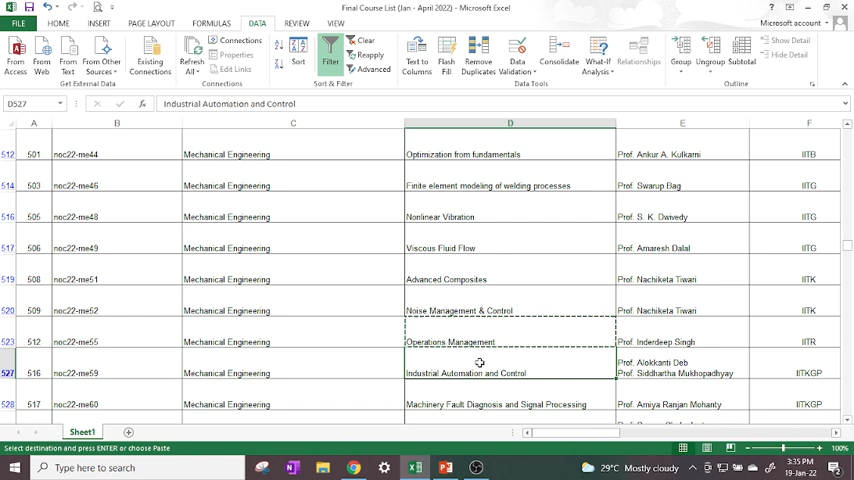 Final Course List (Jan - April 2022) - Microsoft Excel
FILE HOME INSERT PAGE LAYOUT FORMULAS DATA REVIEW VIEW Microsoft account
From Access
From Web
From Text
From Other Sources
Existing Connections
Refresh All
Connections
Properties
Edit Links
Sort
Filter
Clear
Reapply
Advanced
Text to Columns
Flash Fill
Remove Duplicates
Data Validation
Consolidate
What-If Analysis
Relationships
Group
Ungroup
Subtotal
Show Detail
Hide Detail
Get External Data Connections Sort & Filter Data Tools Outline
D527 fx Industrial Automation and Control
A B C D E F
512 501 noc22-me44 Mechanical Engineering Optimization from fundamentals Prof. Ankur A. Kulkarni IITB
514 503 noc22-me46 Mechanical Engineering Finite element modeling of welding processes Prof. Swarup Bag IITG
516 505 noc22-me48 Mechanical Engineering Nonlinear Vibration Prof. S. K. Dwivedy IITG
517 506 noc22-me49 Mechanical Engineering Viscous Fluid Flow Prof. Amaresh Dalal IITG
519 508 noc22-me51 Mechanical Engineering Advanced Composites Prof. Nachiketa Tiwari IITK
520 509 noc22-me52 Mechanical Engineering Noise Management & Control Prof. Nachiketa Tiwari IITK
523 512 noc22-me55 Mechanical Engineering Operations Management Prof. Inderdeep Singh IITR
Prof. Alokkanti Deb
527 516 noc22-me59 Mechanical Engineering Industrial Automation and Control Prof. Siddhartha Mukhopadhyay IITKGP
528 517 noc22-me60 Mechanical Engineering Machinery Fault Diagnosis and Signal Processing Prof. Amiya Ranjan Mohanty IITKGP
Sheet1
Select destination and press ENTER or choose Paste 100%
Type here to search
29°C Mostly cloudy
3:35 PM
19-Jan-22
2